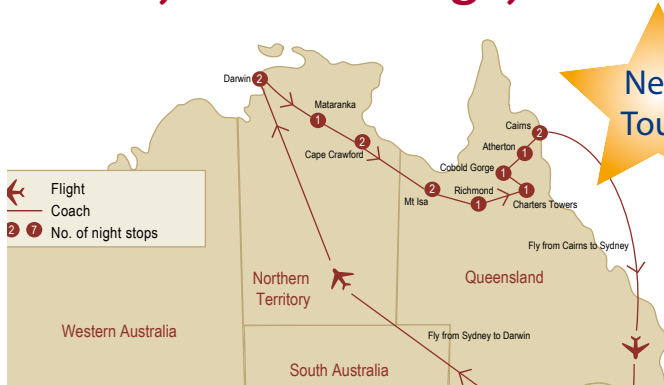 Ne
Tou
Darwin 2
Mataranka
1
2
Cape Crawford
Cairns
2
Atherton
1
Cobold Gorge
1
2
Mt Isa
Richmond
1
1
Charters Towers
Flight
Coach
2 7 No. of night stops
Fly from Cairns to Sydney
Northern
Territory
Queensland
Western Australia
Fly from Sydney to Darwin
South Australia